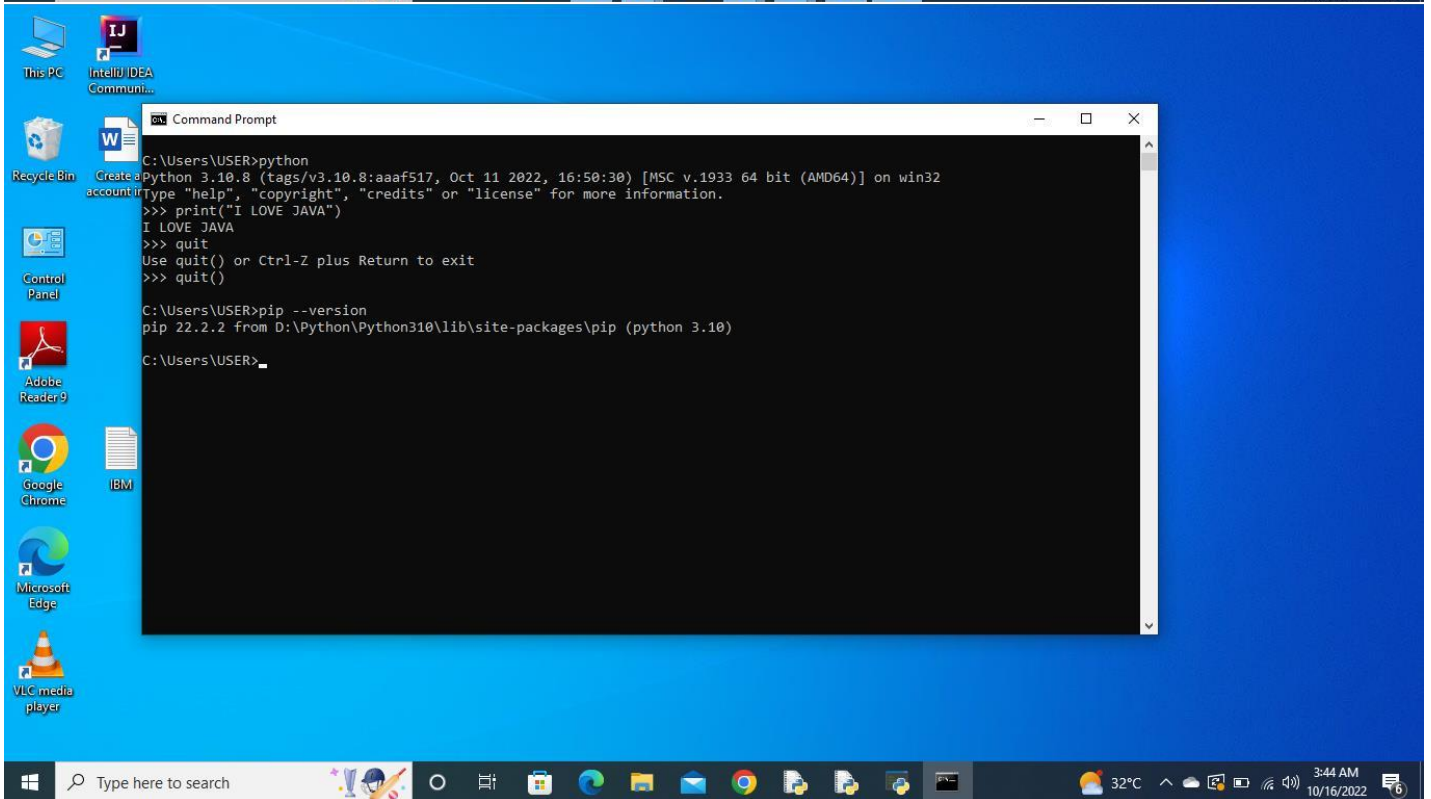 This PC
IntelliJ IDEA
Communi...
Recycle Bin
Create a
account in
Control
Panel
Adobe
Reader 9
Google
Chrome
IBM
Microsoft
Edge
VLC media
player
Command Prompt
C:\Users\USER>python
Python 3.10.8 (tags/v3.10.8:aaaf517, Oct 11 2022, 16:50:30) [MSC v.1933 64 bit (AMD64)] on win32
Type "help", "copyright", "credits" or "license" for more information.
>>> print("I LOVE JAVA")
I LOVE JAVA
>>> quit
Use quit() or Ctrl-Z plus Return to exit
>>> quit()
C:\Users\USER>pip --version
pip 22.2.2 from D:\Python\Python310\lib\site-packages\pip (python 3.10)
C:\Users\USER>
Type here to search
32°C
3:44 AM
10/16/2022
6